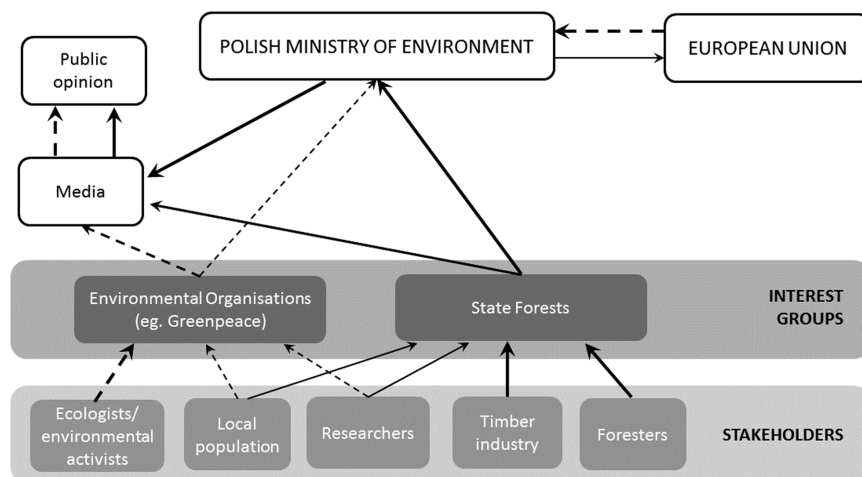 POLISH MINISTRY OF ENVIRONMENT
EUROPEAN UNION
Public
opinion
Media
Environmental Organisations
(eg. Greenpeace)
State Forests
INTEREST
GROUPS
Ecologists/
environmental
activists
Local
population
Researchers
Timber
industry
Foresters
STAKEHOLDERS